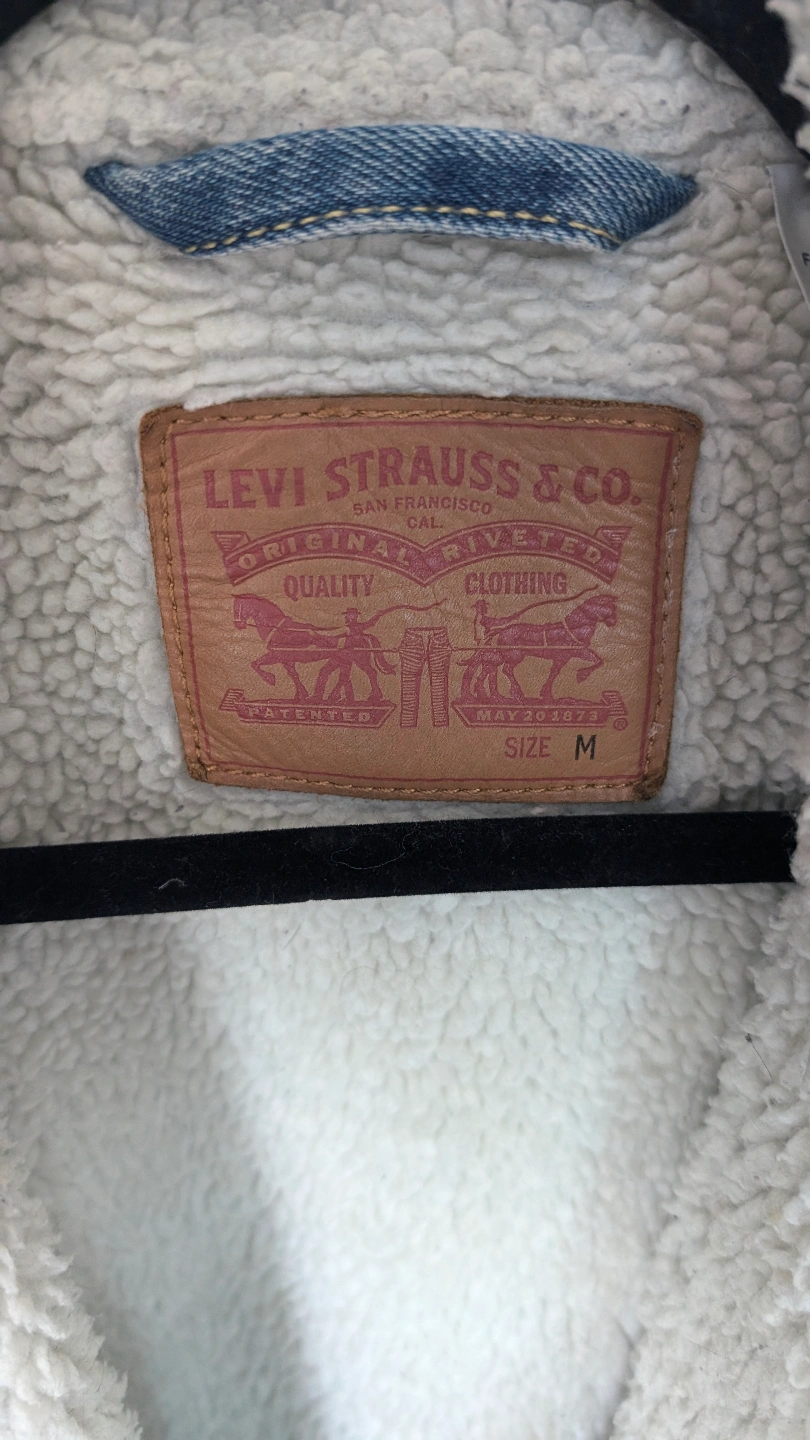 LEVI STRAUSS & CO.
SAN FRANCISCO
CAL.
ORIGINAL RIVETED
QUALITY CLOTHING
PATENTED MAY 20 1873 ®
SIZE M